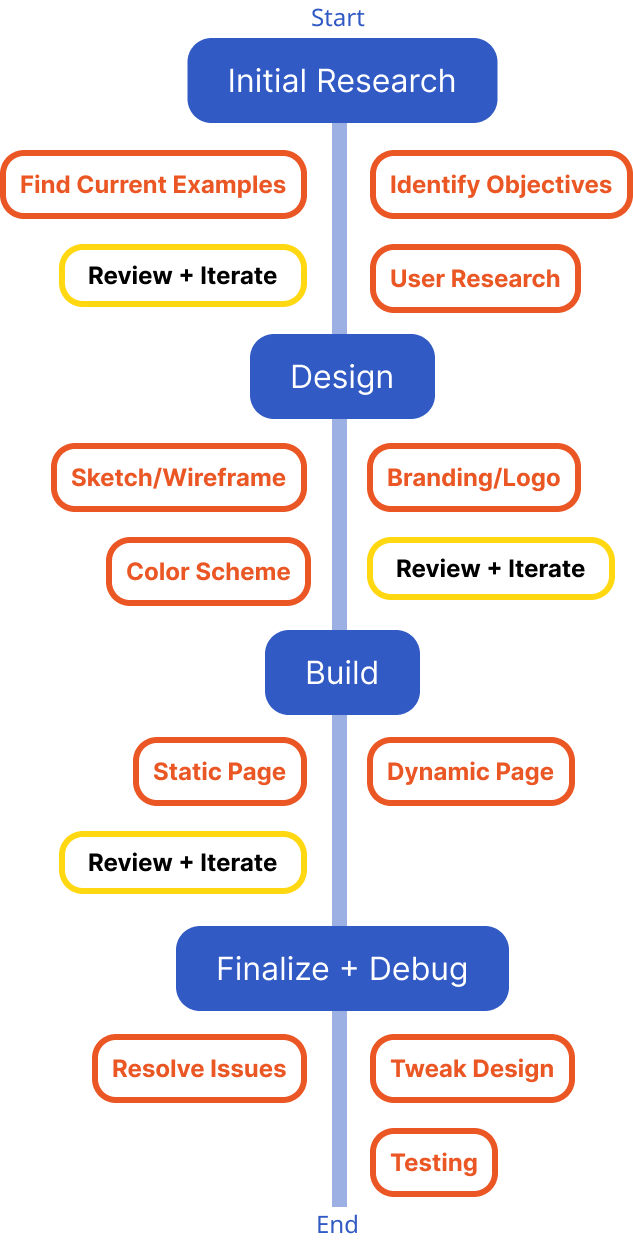 Start
Initial Research
Find Current Examples
Identify Objectives
Review + Iterate
User Research
Design
Sketch/Wireframe
Branding/Logo
Color Scheme
Review + Iterate
Build
Static Page
Dynamic Page
Review + Iterate
Finalize + Debug
Resolve Issues
Tweak Design
Testing
End